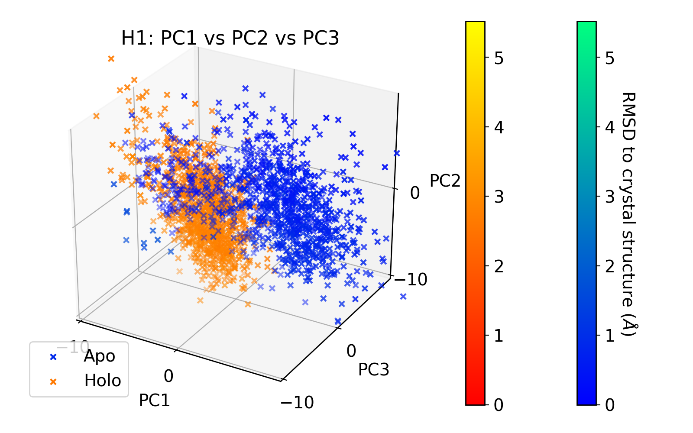 H1: PC1 vs PC2 vs PC3
5
4
3
2
1
0
5
4
3
2
1
0
RMSD to crystal structure (Å)
PC2
0
−10
0
PC3
−10
−10
0
PC1
Apo
Holo